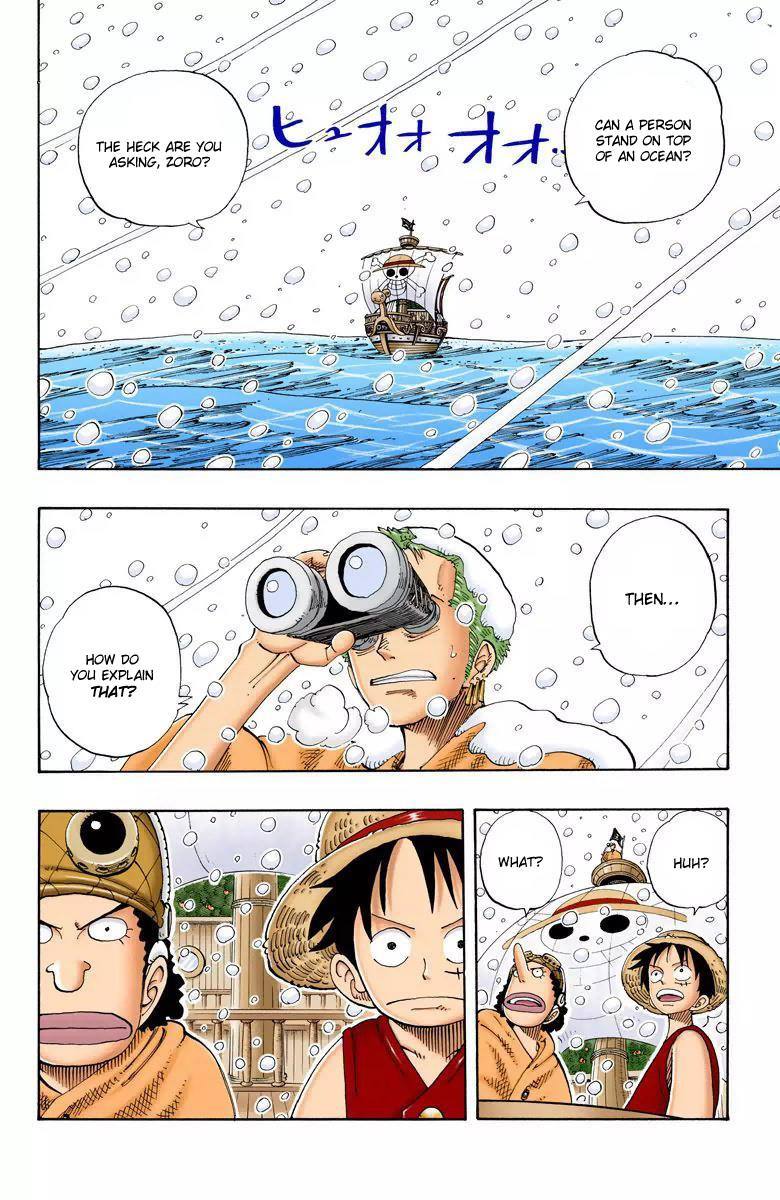 CAN A PERSON
STAND ON TOP
OF AN OCEAN?
ヒュオオ オオ..
THE HECK ARE YOU
ASKING, ZORO?
THEN...
HOW DO
YOU EXPLAIN
THAT?
HUH?
WHAT?